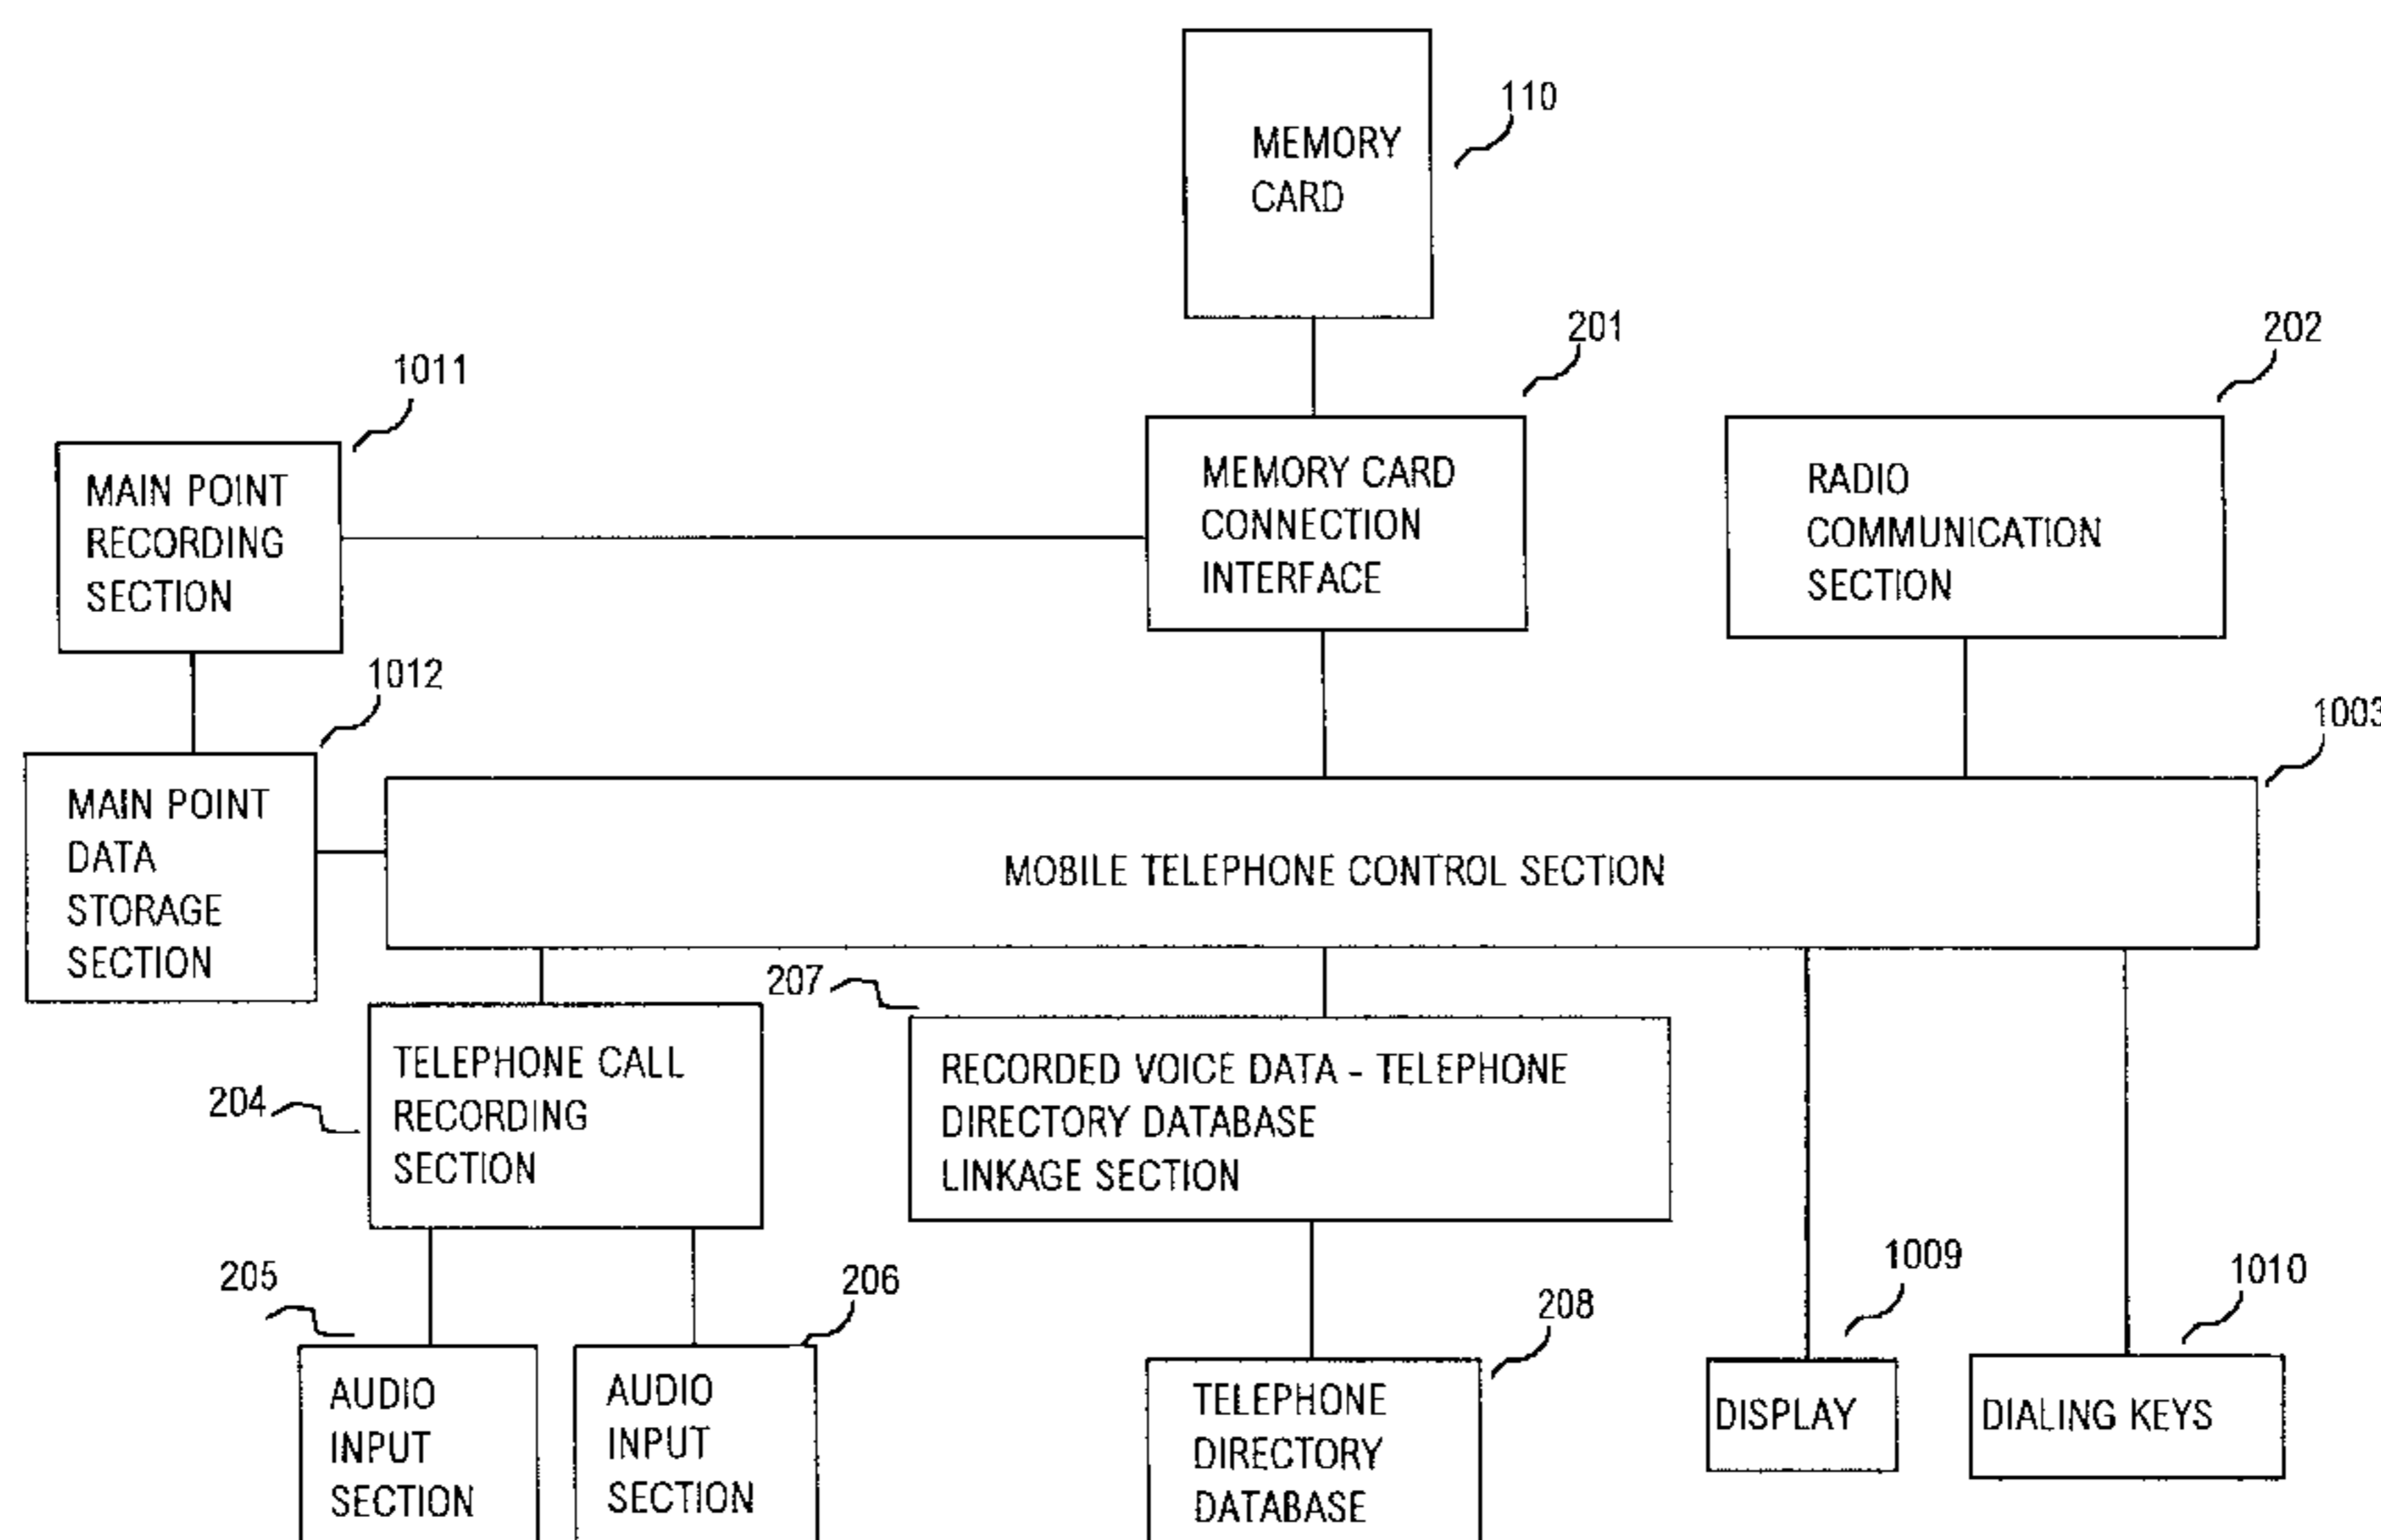 110
MEMORY
CARD
201
202
1011
MEMORY CARD
CONNECTION
INTERFACE
RADIO
COMMUNICATION
SECTION
MAIN POINT
RECORDING
SECTION
1012
1003
MAIN POINT
DATA
STORAGE
SECTION
MOBILE TELEPHONE CONTROL SECTION
207
204
TELEPHONE CALL
RECORDING
SECTION
RECORDED VOICE DATA - TELEPHONE
DIRECTORY DATABASE
LINKAGE SECTION
205
206
208
1009
1010
AUDIO
INPUT
SECTION
AUDIO
INPUT
SECTION
TELEPHONE
DIRECTORY
DATABASE
DISPLAY
DIALING KEYS